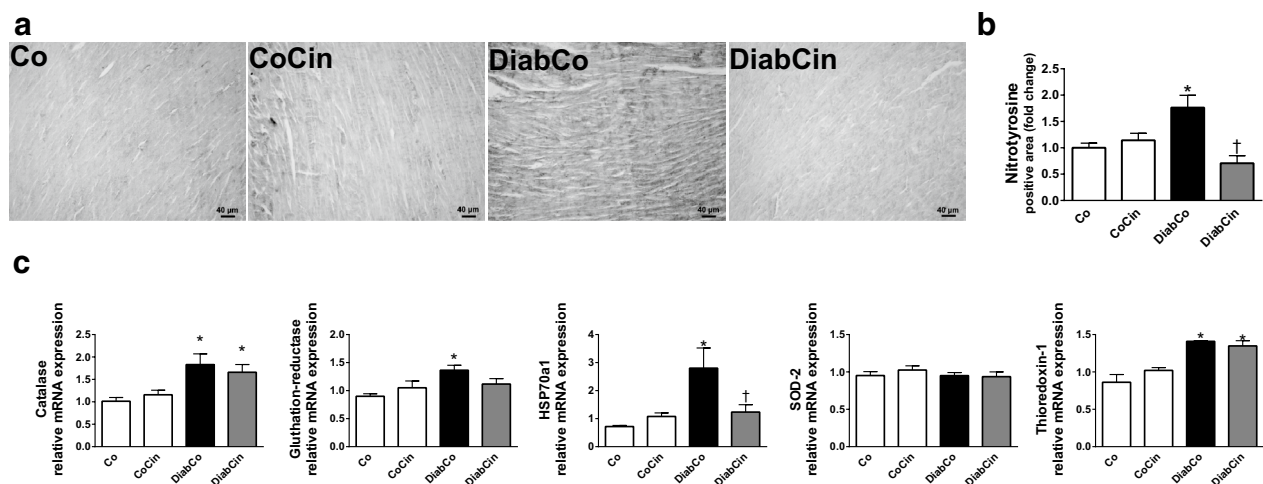 a
Co
CoCin
DiabCo
DiabCin
40 µm
40 µm
40 µm
40 µm
b
Nitrotyrosine
positive area (fold change)
2.5
2.0
1.5
1.0
0.5
0.0
*
†
Co
CoCin
DiabCo
DiabCin
c
Catalase
relative mRNA expression
2.5
2.0
1.5
1.0
0.5
0.0
*
*
Co
CoCin
DiabCo
DiabCin
Gluthation-reductase
relative mRNA expression
2.0
1.5
1.0
0.5
0.0
*
Co
CoCin
DiabCo
DiabCin
HSP70a1
relative mRNA expression
4
3
2
1
0
*
†
Co
CoCin
DiabCo
DiabCin
SOD-2
relative mRNA expression
1.5
1.0
0.5
0.0
Co
CoCin
DiabCo
DiabCin
Thioredoxin-1
relative mRNA expression
1.5
1.0
0.5
0.0
*
*
Co
CoCin
DiabCo
DiabCin